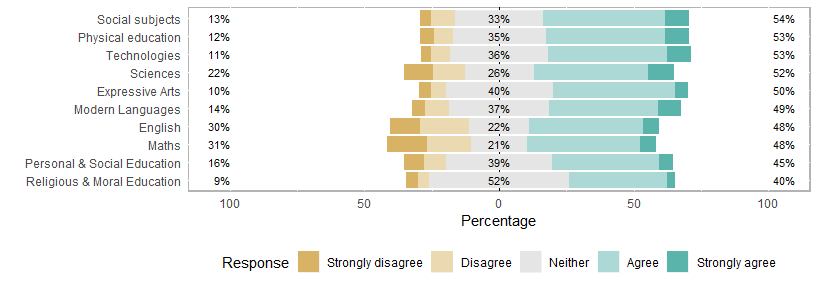 Social subjects 13% 33% 54%
Physical education 12% 35% 53%
Technologies 11% 36% 53%
Sciences 22% 26% 52%
Expressive Arts 10% 40% 50%
Modern Languages 14% 37% 49%
English 30% 22% 48%
Maths 31% 21% 48%
Personal & Social Education 16% 39% 45%
Religious & Moral Education 9% 52% 40%
100 50 0 50 100
Percentage
Response Strongly disagree Disagree Neither Agree Strongly agree